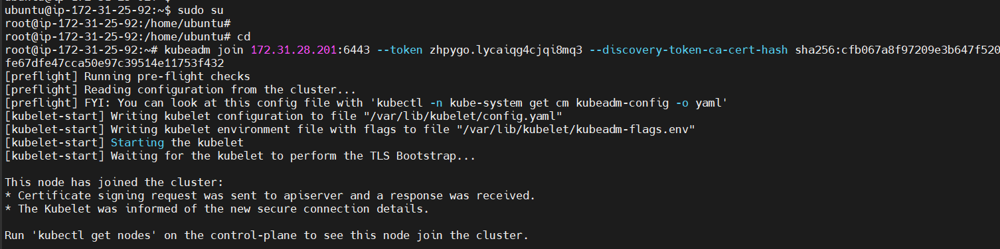 ubuntu@ip-172-31-25-92:~$ sudo su
root@ip-172-31-25-92:/home/ubuntu#
root@ip-172-31-25-92:/home/ubuntu# cd
root@ip-172-31-25-92:~# kubeadm join 172.31.28.201:6443 --token zhpygo.lycaiqg4cjqi8mq3 --discovery-token-ca-cert-hash sha256:cfb067a8f97209e3b647f520
fe67dfe47cca50e97c39514e11753f432
[preflight] Running pre-flight checks
[preflight] Reading configuration from the cluster...
[preflight] FYI: You can look at this config file with 'kubectl -n kube-system get cm kubeadm-config -o yaml'
[kubelet-start] Writing kubelet configuration to file "/var/lib/kubelet/config.yaml"
[kubelet-start] Writing kubelet environment file with flags to file "/var/lib/kubelet/kubeadm-flags.env"
[kubelet-start] Starting the kubelet
[kubelet-start] Waiting for the kubelet to perform the TLS Bootstrap...
This node has joined the cluster:
* Certificate signing request was sent to apiserver and a response was received.
* The Kubelet was informed of the new secure connection details.
Run 'kubectl get nodes' on the control-plane to see this node join the cluster.